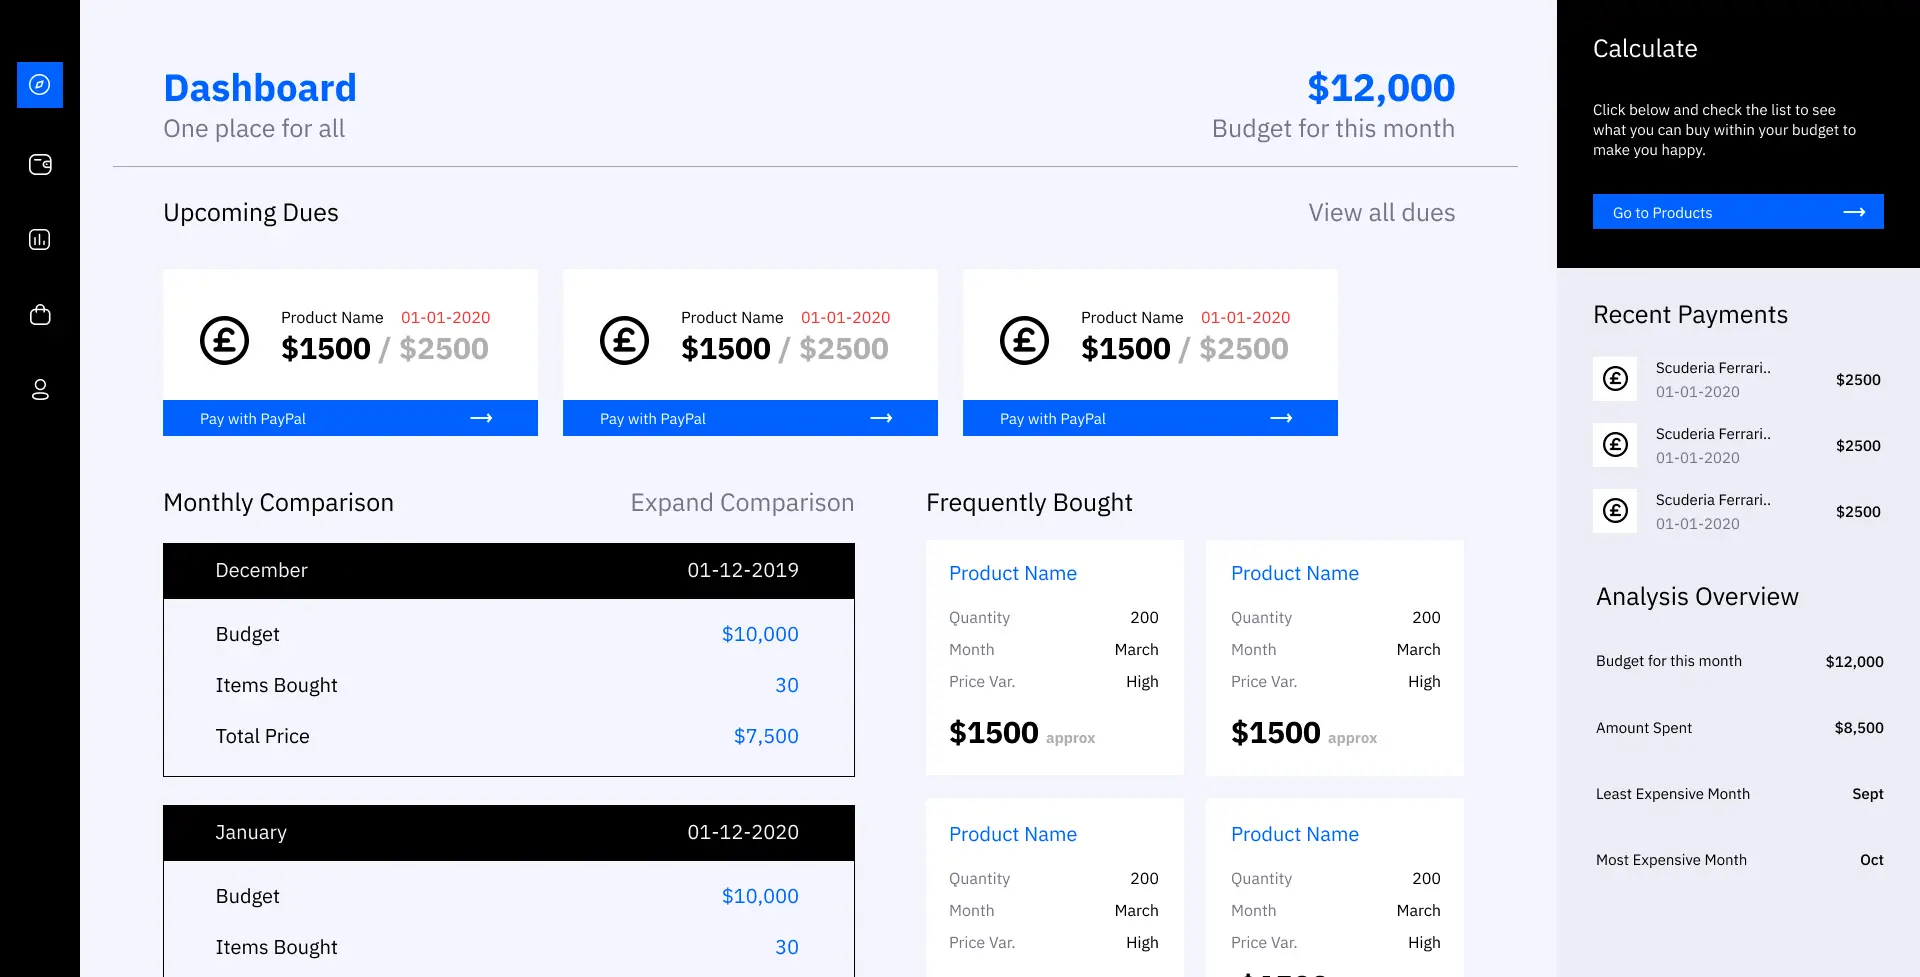 Dashboard
One place for all
$12,000
Budget for this month
Upcoming Dues
View all dues
Product Name 01-01-2020
$1500 / $2500
Pay with PayPal
Product Name 01-01-2020
$1500 / $2500
Pay with PayPal
Product Name 01-01-2020
$1500 / $2500
Pay with PayPal
Monthly Comparison
Expand Comparison
December 01-12-2019
Budget $10,000
Items Bought 30
Total Price $7,500
January 01-12-2020
Budget $10,000
Items Bought 30
Frequently Bought
Product Name
Quantity 200
Month March
Price Var. High
$1500 approx
Product Name
Quantity 200
Month March
Price Var. High
$1500 approx
Product Name
Quantity 200
Month March
Price Var. High
Product Name
Quantity 200
Month March
Price Var. High
Calculate
Click below and check the list to see
what you can buy within your budget to
make you happy.
Go to Products
Recent Payments
Scuderia Ferrari..
01-01-2020
$2500
Scuderia Ferrari..
01-01-2020
$2500
Scuderia Ferrari..
01-01-2020
$2500
Analysis Overview
Budget for this month $12,000
Amount Spent $8,500
Least Expensive Month Sept
Most Expensive Month Oct